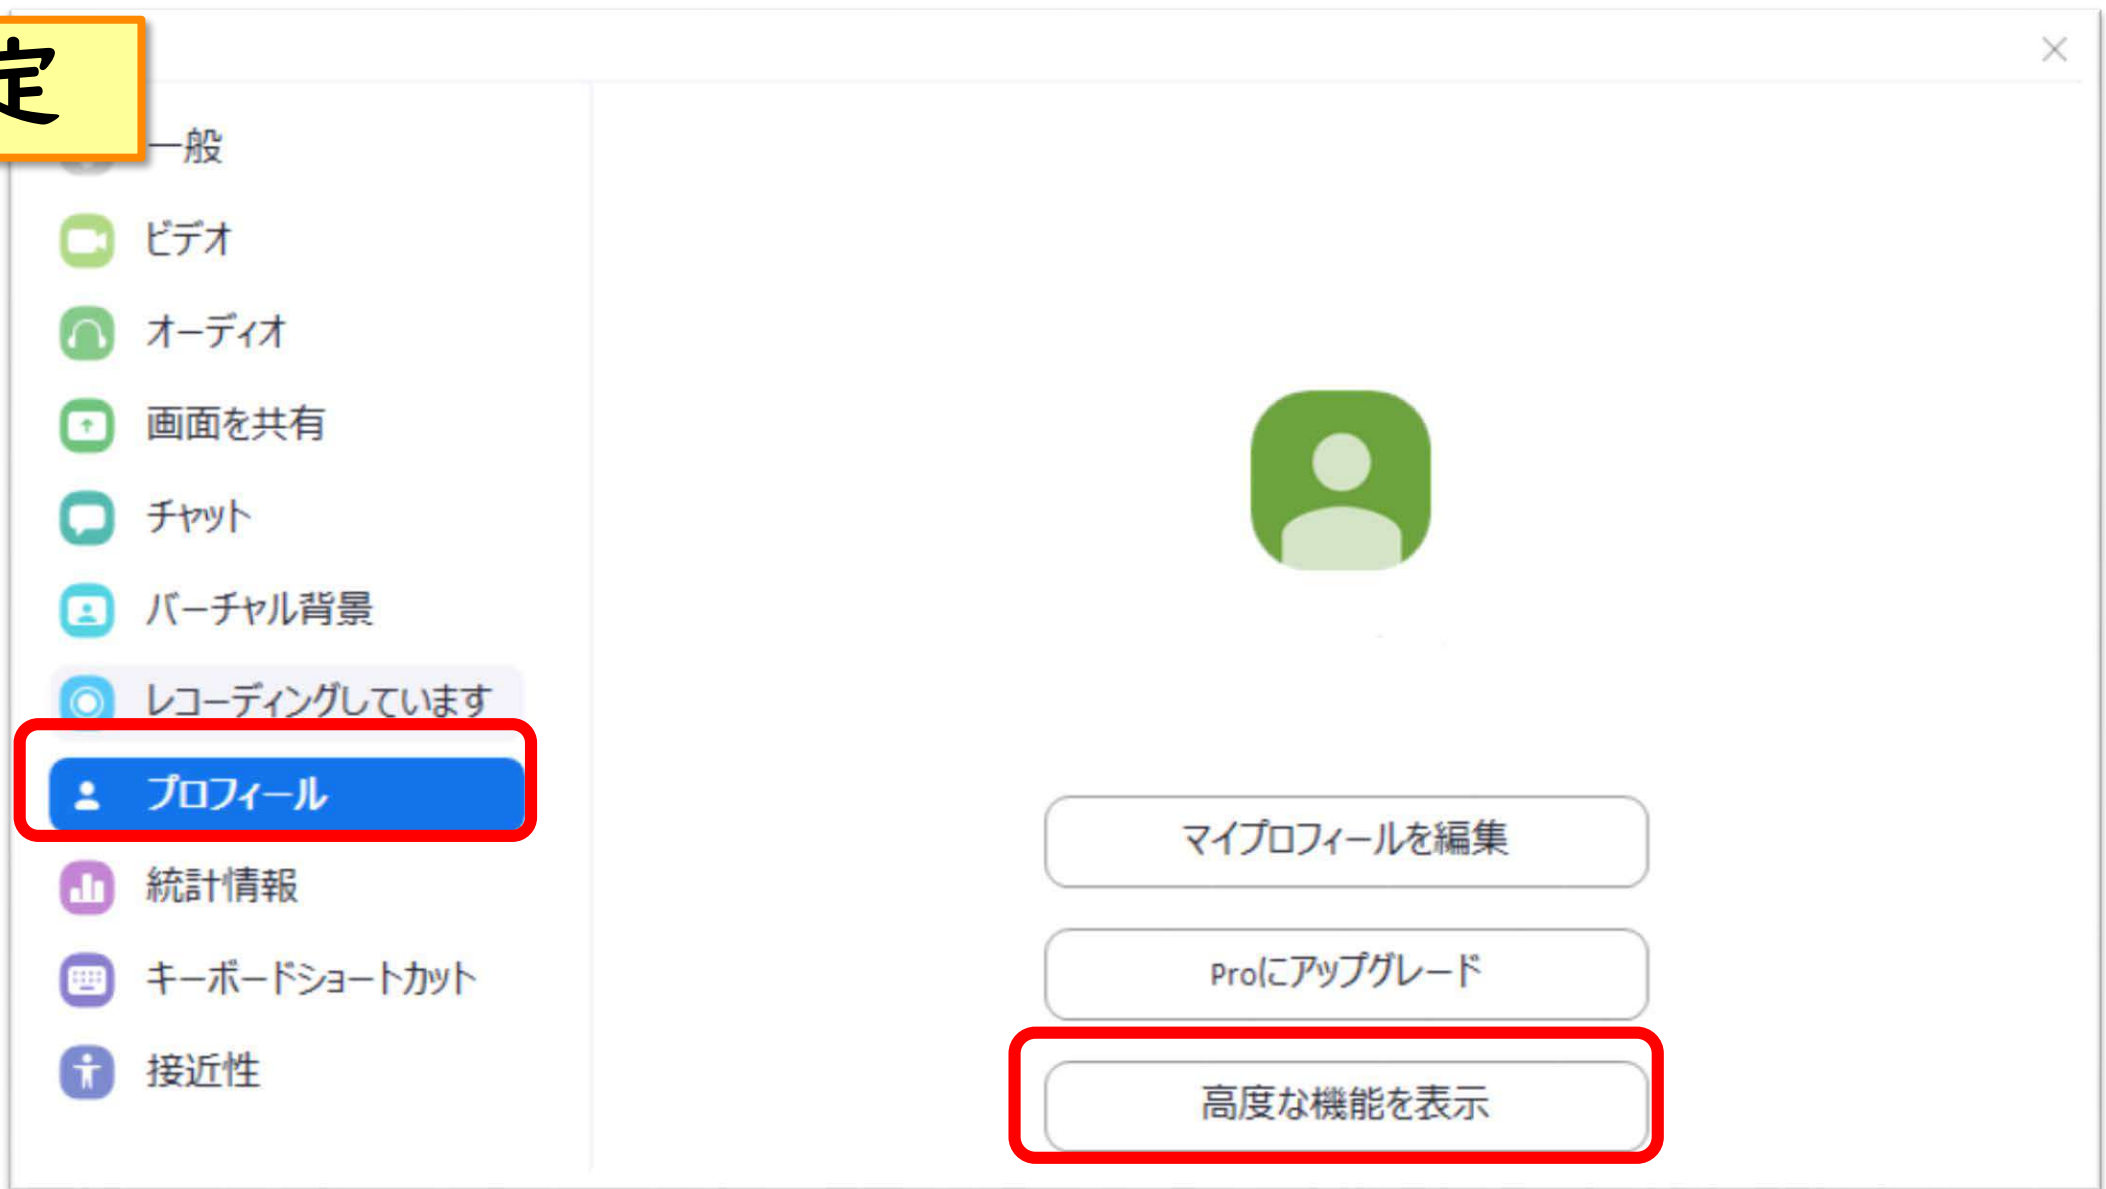 定
一般
ビデオ
オーディオ
画面を共有
チャット
バーチャル背景
レコーディングしています
プロフィール
統計情報
キーボードショートカット
接近性
マイプロフィールを編集
Proにアップグレード
高度な機能を表示